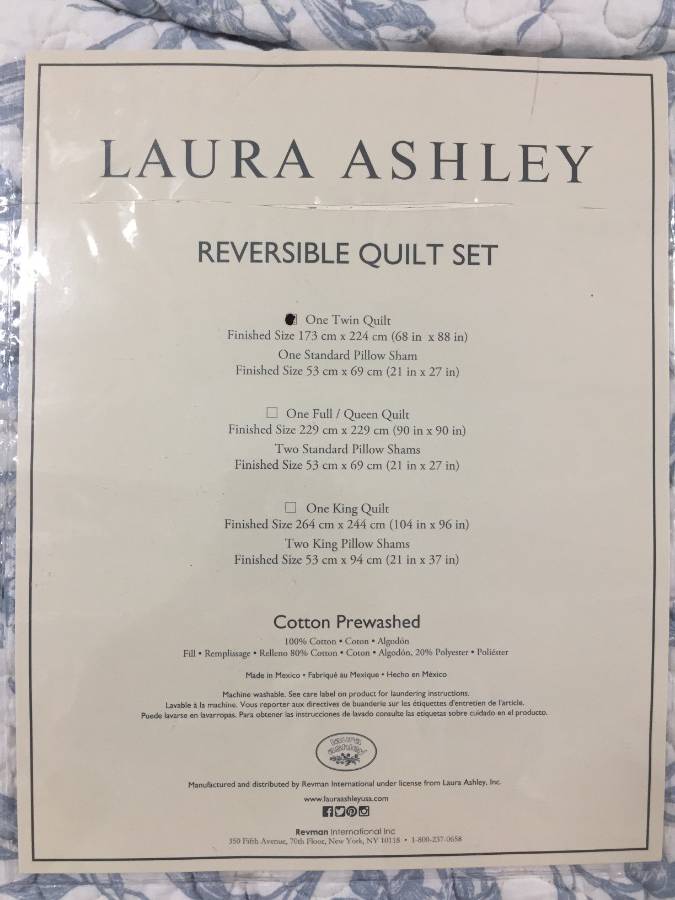 LAURA ASHLEY
REVERSIBLE QUILT SET
One Twin Quilt
Finished Size 173 cm x 224 cm (68 in x 88 in)
One Standard Pillow Sham
Finished Size 53 cm x 69 cm (21 in x 27 in)
One Full / Queen Quilt
Finished Size 229 cm x 229 cm (90 in x 90 in)
Two Standard Pillow Shams
Finished Size 53 cm x 69 cm (21 in x 27 in)
One King Quilt
Finished Size 264 cm x 244 cm (104 in x 96 in)
Two King Pillow Shams
Finished Size 53 cm x 94 cm (21 in x 37 in)
Cotton Prewashed
100% Cotton • Coton • Algodón
Fill • Remplissage • Relleno 80% Cotton • Coton • Algodón, 20% Polyester • Poliéster
Made in Mexico • Fabriqué au Mexique • Hecho en México
Machine washable. See care label on product for laundering instructions.
Lavable à la machine. Vous reporter aux directives de buanderie sur les étiquettes d'entretien de l'article.
Puede lavarse en lavarropas. Para obtener las instrucciones de lavado consulte las etiquetas sobre cuidado en el producto.
laura
ashley
Manufactured and distributed by Revman International under license from Laura Ashley, Inc.
www.lauraashleyusa.com
Revman International Inc
350 Fifth Avenue, 70th Floor, New York, NY 10118 • 1-800-237-0658